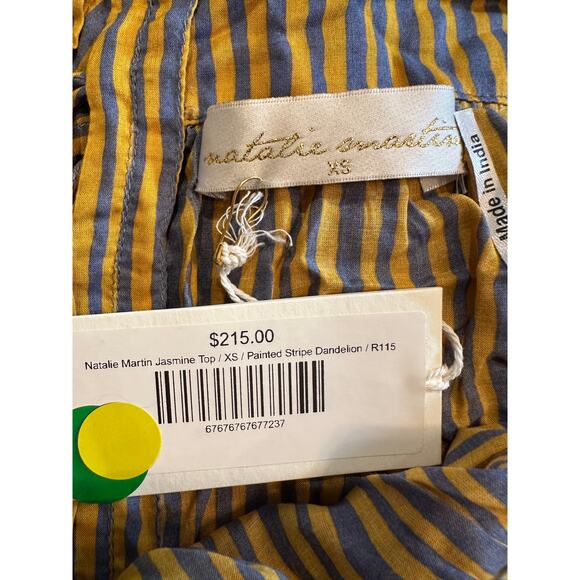 natalie martin
XS
Made in India
$215.00
Natalie Martin Jasmine Top / XS / Painted Stripe Dandelion / R115
67676767677237